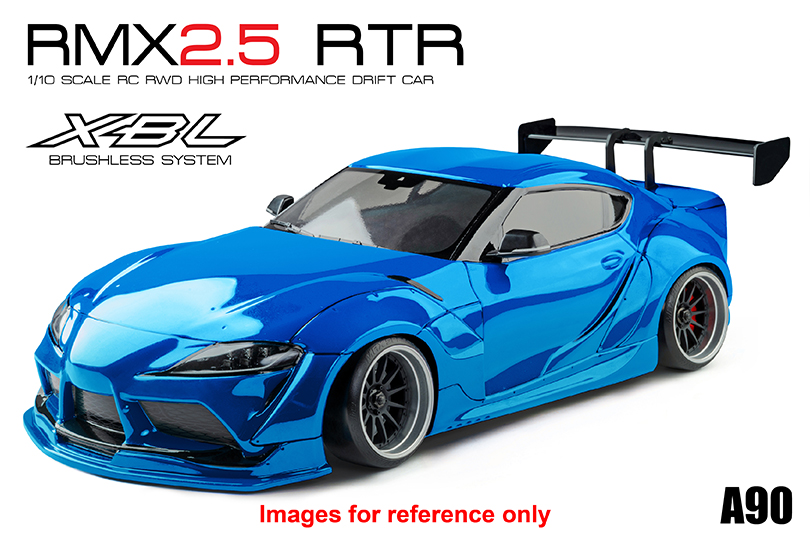 RMX2.5 RTR
1/10 SCALE RC RWD HIGH PERFORMANCE DRIFT CAR
X-BL
BRUSHLESS SYSTEM
Images for reference only
A90